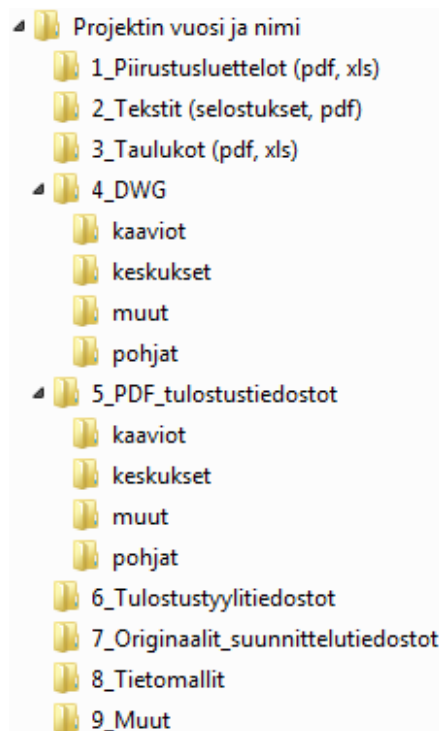 Projektin vuosi ja nimi
1_Piirustusluettelot (pdf, xls)
2_Tekstit (selostukset, pdf)
3_Taulukot (pdf, xls)
4_DWG
kaaviot
keskukset
muut
pohjat
5_PDF_tulostustiedostot
kaaviot
keskukset
muut
pohjat
6_Tulostustyylitiedostot
7_Originaalit_suunnittelutiedostot
8_Tietomallit
9_Muut